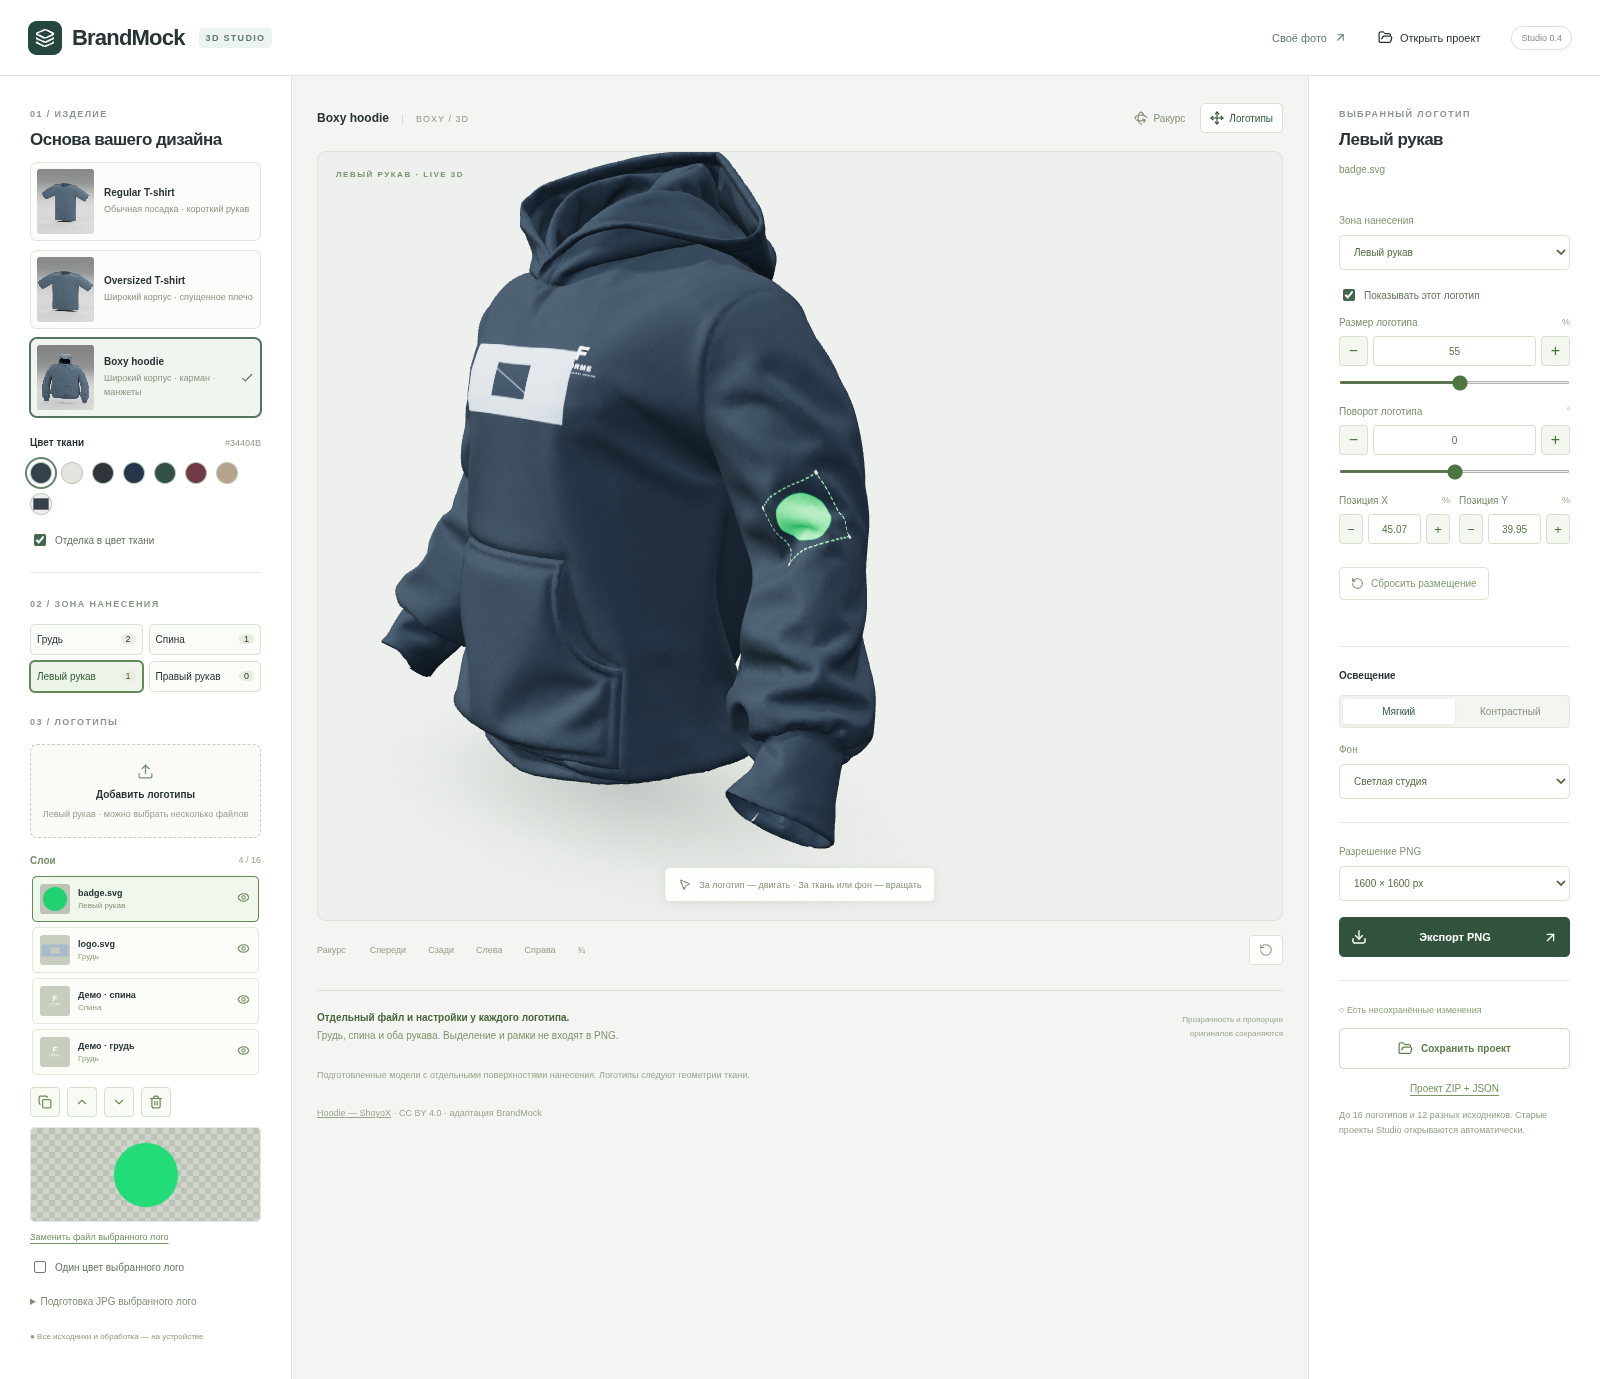 BrandMock
3D STUDIO
Своё фото
Открыть проект
Studio 0.4
01 / ИЗДЕЛИЕ
Основа вашего дизайна
Regular T-shirt
Обычная посадка · короткий рукав
Oversized T-shirt
Широкий корпус · спущенное плечо
Boxy hoodie
Широкий корпус · карман ·
манжеты
Цвет ткани
#34404B
Отделка в цвет ткани
02 / ЗОНА НАНЕСЕНИЯ
Грудь 2
Спина 1
Левый рукав 1
Правый рукав 0
03 / ЛОГОТИПЫ
Добавить логотипы
Левый рукав · можно выбрать несколько файлов
Слои
4 / 16
badge.svg
Левый рукав
logo.svg
Грудь
Демо · спина
Спина
Демо · грудь
Грудь
Заменить файл выбранного лого
Один цвет выбранного лого
Подготовка JPG выбранного лого
Все исходники и обработка — на устройстве
Boxy hoodie
BOXY / 3D
Ракурс
Логотипы
ЛЕВЫЙ РУКАВ · LIVE 3D
За логотип — двигать · За ткань или фон — вращать
Ракурс
Спереди
Сзади
Слева
Справа
¾
Отдельный файл и настройки у каждого логотипа.
Грудь, спина и оба рукава. Выделение и рамки не входят в PNG.
Прозрачность и пропорции
оригиналов сохраняются
Подготовленные модели с отдельными поверхностями нанесения. Логотипы следуют геометрии ткани.
Hoodie — ShoyoX · CC BY 4.0 · адаптация BrandMock
ВЫБРАННЫЙ ЛОГОТИП
Левый рукав
badge.svg
Зона нанесения
Левый рукав
Показывать этот логотип
Размер логотипа %
− 55 +
Поворот логотипа °
− 0 +
Позиция X %
Позиция Y %
− 45.07 +
− 39.95 +
Сбросить размещение
Освещение
Мягкий
Контрастный
Фон
Светлая студия
Разрешение PNG
1600 × 1600 px
Экспорт PNG
○ Есть несохранённые изменения
Сохранить проект
Проект ZIP + JSON
До 16 логотипов и 12 разных исходников. Старые
проекты Studio открываются автоматически.